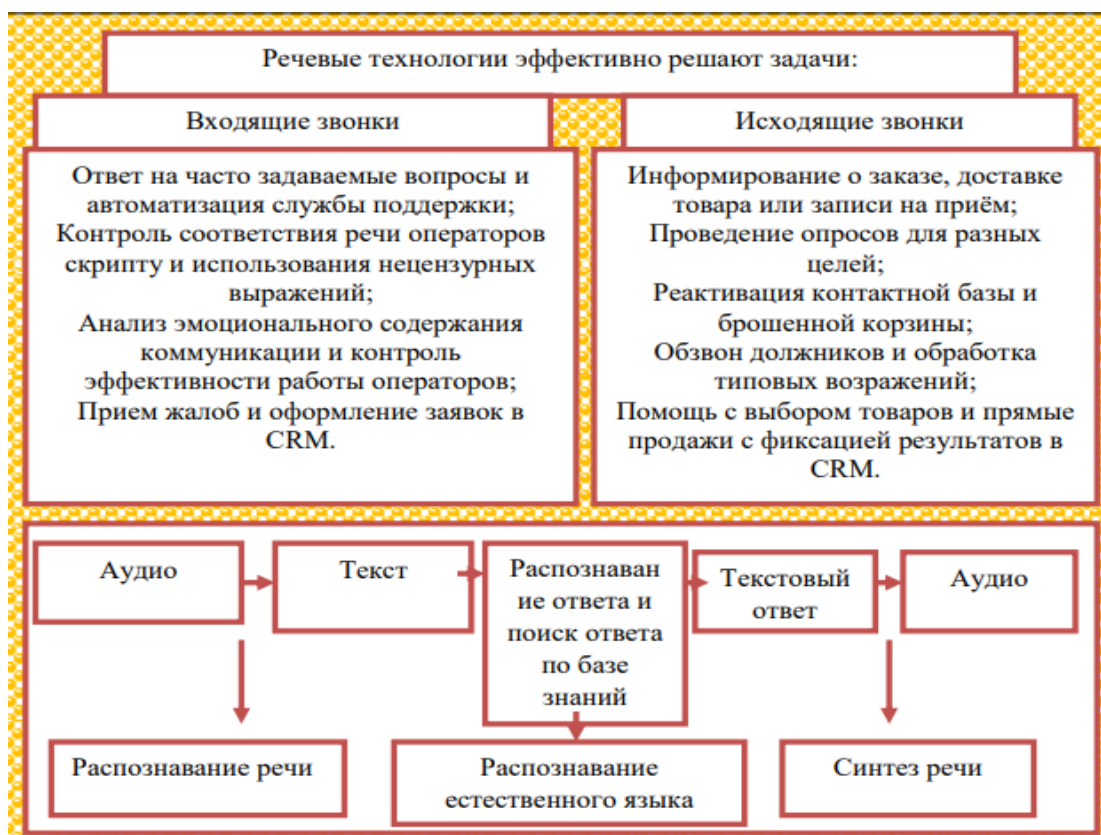 Речевые технологии эффективно решают задачи:
Входящие звонки
Ответ на часто задаваемые вопросы и
автоматизация службы поддержки;
Контроль соответствия речи операторов
скрипту и использования нецензурных
выражений;
Анализ эмоционального содержания
коммуникации и контроль
эффективности работы операторов;
Прием жалоб и оформление заявок в
CRM.
Исходящие звонки
Информирование о заказе, доставке
товара или записи на приём;
Проведение опросов для разных
целей;
Реактивация контактной базы и
брошенной корзины;
Обзвон должников и обработка
типовых возражений;
Помощь с выбором товаров и прямые
продажи с фиксацией результатов в
CRM.
Аудио
Текст
Распознаван
ие ответа и
поиск ответа
по базе
знаний
Текстовый
ответ
Аудио
Распознавание речи
Распознавание
естественного языка
Синтез речи